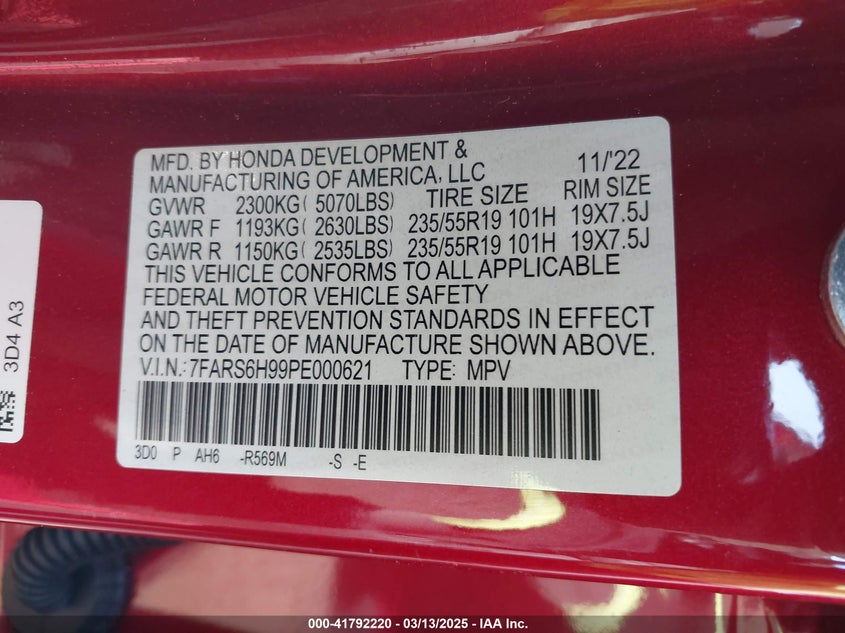 MFD. BY HONDA DEVELOPMENT &
MANUFACTURING OF AMERICA, LLC 11/'22
GVWR 2300KG( 5070LBS) TIRE SIZE RIM SIZE
GAWR F 1193KG( 2630LBS) 235/55R19 101H 19X7.5J
GAWR R 1150KG( 2535LBS) 235/55R19 101H 19X7.5J
THIS VEHICLE CONFORMS TO ALL APPLICABLE
FEDERAL MOTOR VEHICLE SAFETY
AND THEFT PREVENTION STANDARDS IN EFFECT
ON THE DATE OF MANUFACTURE SHOWN ABOVE.
V.I.N.: 7FARS6H99PE000621 TYPE: MPV
3D0 P AH6 -R569M -S -E
3D4 A3
000-41792220 - 03/13/2025 - IAA Inc.